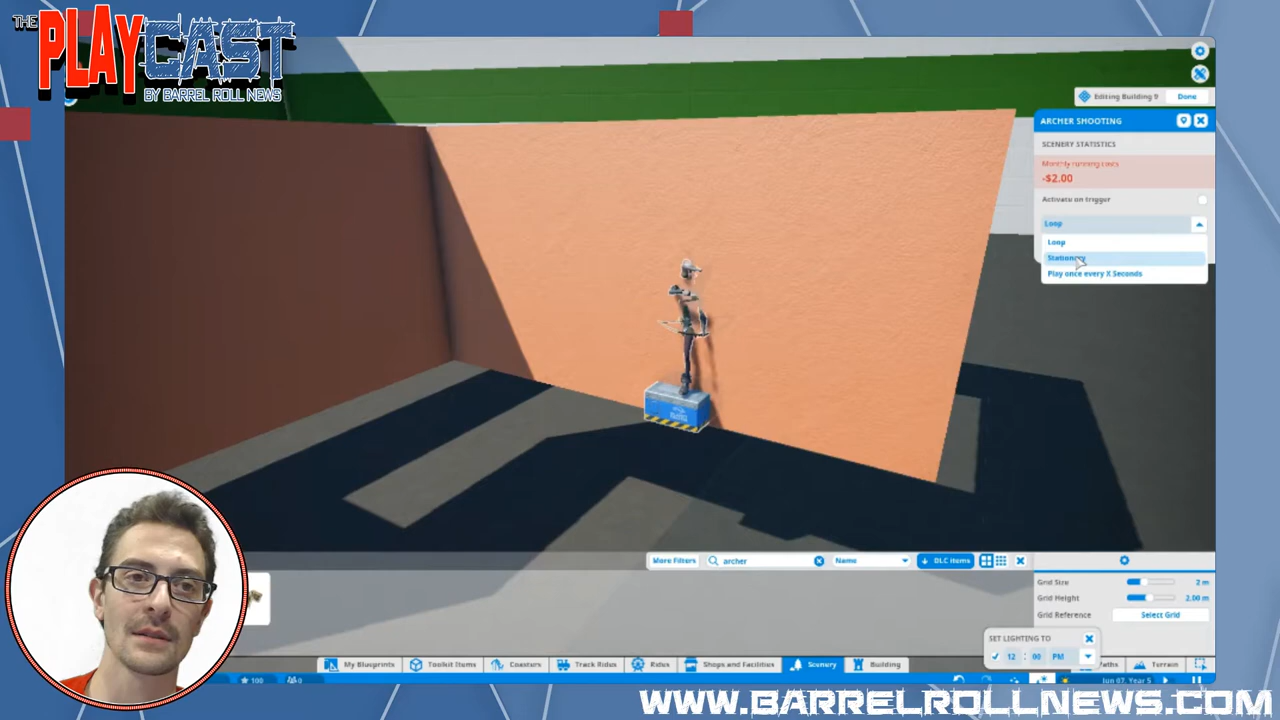 THE
PLAYCAST
BY BARREL ROLL NEWS
Editing Building 9
Done
ARCHER SHOOTING
SCENERY STATISTICS
Monthly running costs
-$2.00
Activate on trigger
Loop
Loop
Stationary
Play once every X Seconds
More Filters
archer
Name
DLC Items
Grid Size
2 m
Grid Height
2.00 m
Grid Reference
Select Grid
SET LIGHTING TO
12 : 00 PM
My Blueprints
Toolkit Items
Coasters
Track Rides
Rides
Shops and Facilities
Scenery
Building
Paths
Terrain
100
0
Jun 07, Year 5
WWW.BARRELROLLNEWS.COM